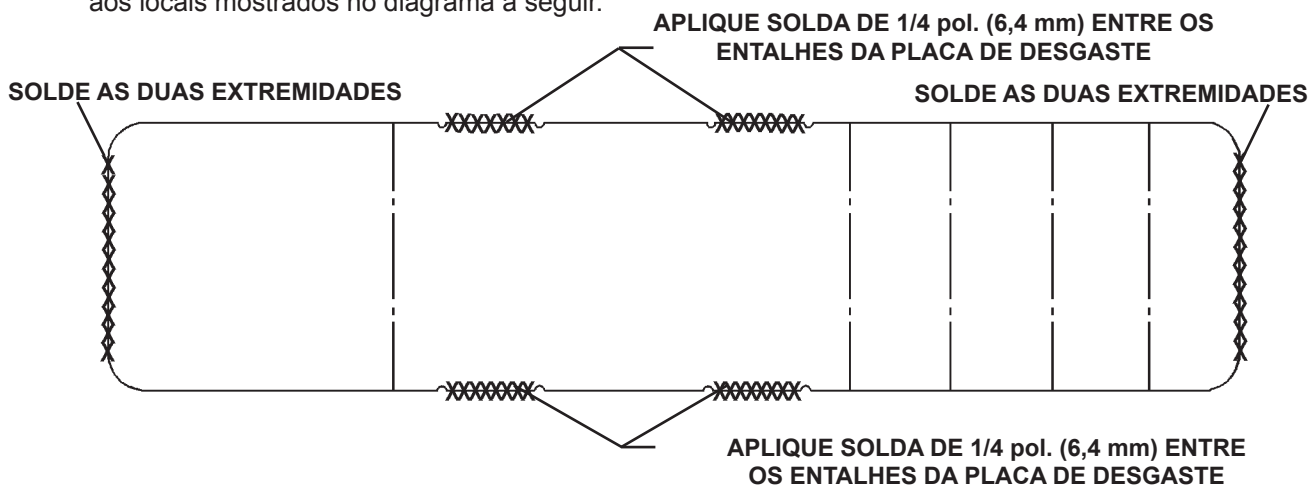 aos locais mostrados no diagrama a seguir.
APLIQUE SOLDA DE 1/4 pol. (6,4 mm) ENTRE OS
ENTALHES DA PLACA DE DESGASTE
SOLDE AS DUAS EXTREMIDADES
SOLDE AS DUAS EXTREMIDADES
APLIQUE SOLDA DE 1/4 pol. (6,4 mm) ENTRE
OS ENTALHES DA PLACA DE DESGASTE